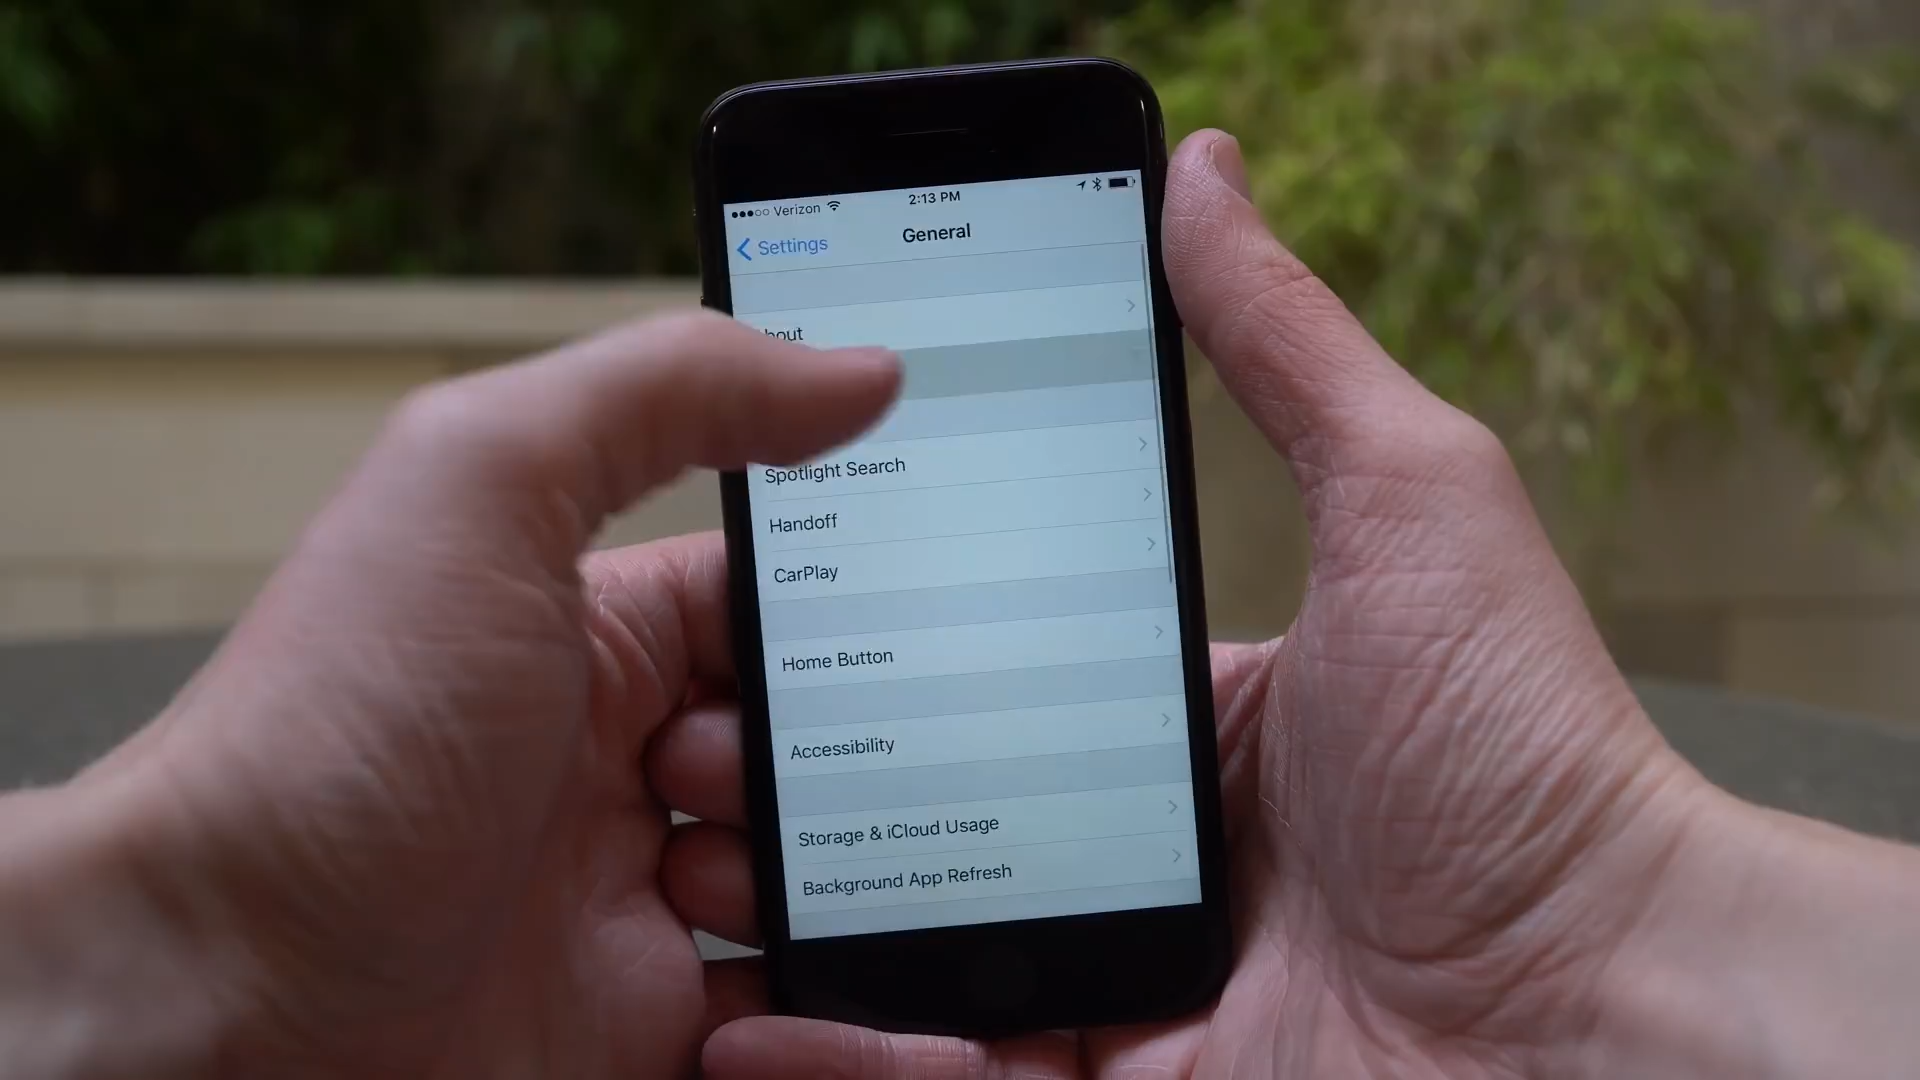 Verizon
2:13 PM
Settings
General
bout
Spotlight Search
Handoff
CarPlay
Home Button
Accessibility
Storage & iCloud Usage
Background App Refresh